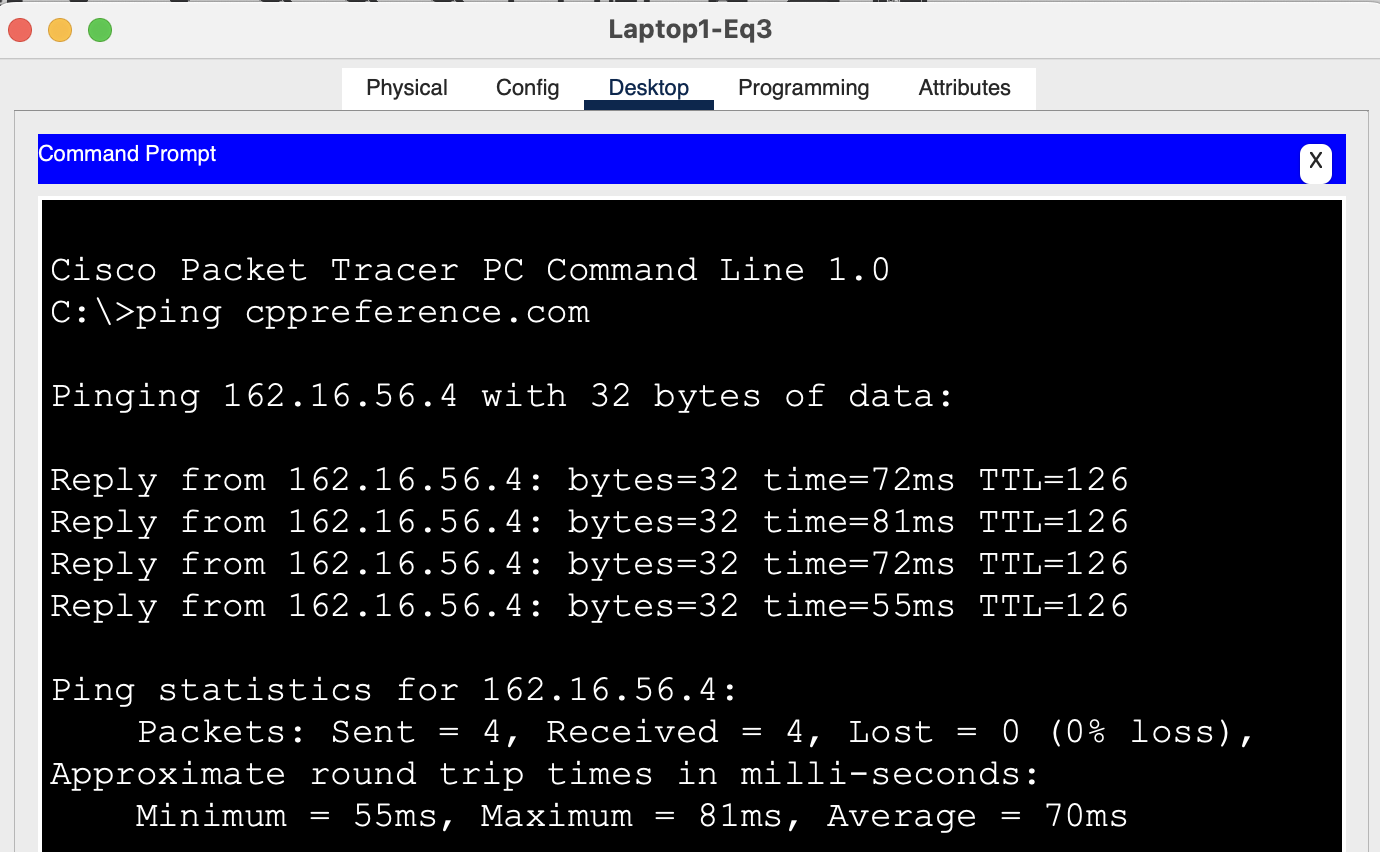 Laptop1-Eq3
Physical Config Desktop Programming Attributes
Command Prompt
X
Cisco Packet Tracer PC Command Line 1.0
C:\>ping cppreference.com
Pinging 162.16.56.4 with 32 bytes of data:
Reply from 162.16.56.4: bytes=32 time=72ms TTL=126
Reply from 162.16.56.4: bytes=32 time=81ms TTL=126
Reply from 162.16.56.4: bytes=32 time=72ms TTL=126
Reply from 162.16.56.4: bytes=32 time=55ms TTL=126
Ping statistics for 162.16.56.4:
Packets: Sent = 4, Received = 4, Lost = 0 (0% loss),
Approximate round trip times in milli-seconds:
Minimum = 55ms, Maximum = 81ms, Average = 70ms